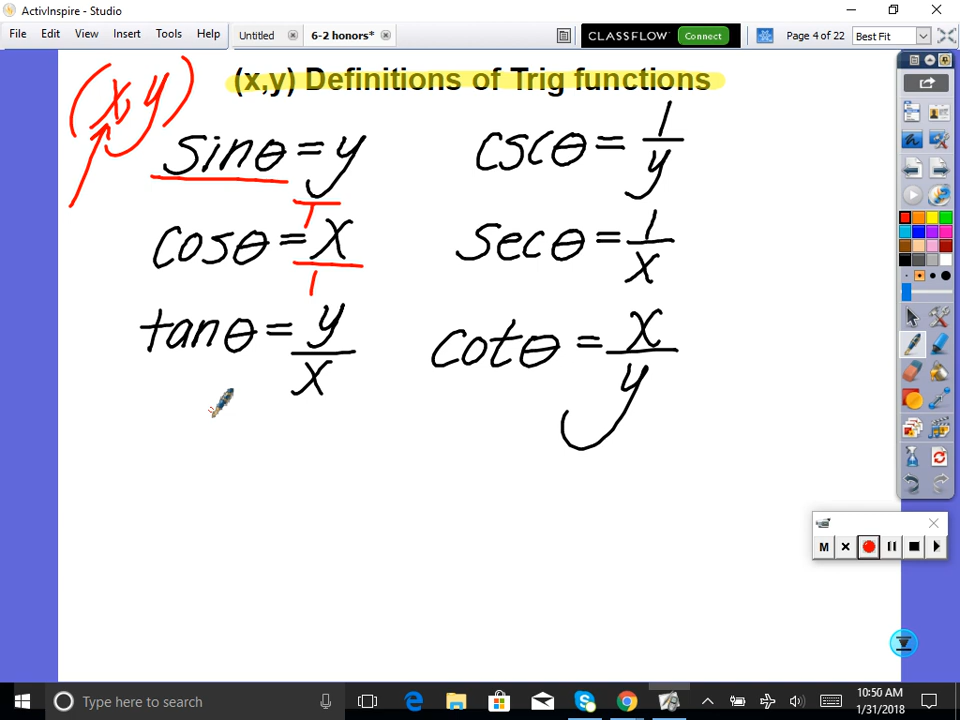 ActivInspire - Studio
File Edit View Insert Tools Help Untitled 6-2 honors* CLASSFLOW Connect Page 4 of 22 Best Fit
(x,y) Definitions of Trig functions
(x,y)
sinθ = y/1
cscθ = 1/y
cosθ = x/1
secθ = 1/x
tanθ = y/x
cotθ = x/y
M
Type here to search
10:50 AM
1/31/2018